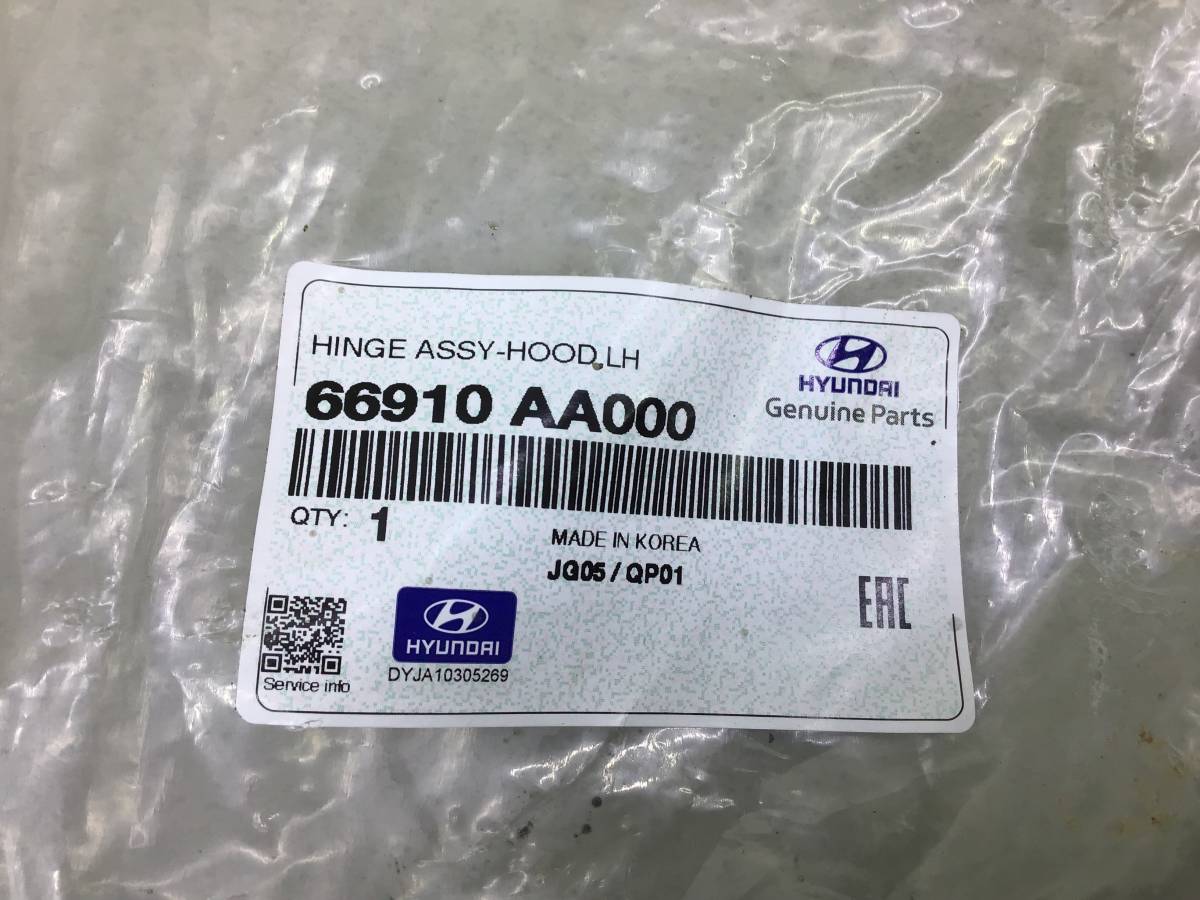 HINGE ASSY-HOOD,LH
66910 AA000
HYUNDAI
Genuine Parts
QTY: 1
MADE IN KOREA
JG05 / QP01
EAC
HYUNDAI
DYJA10305269
Service info